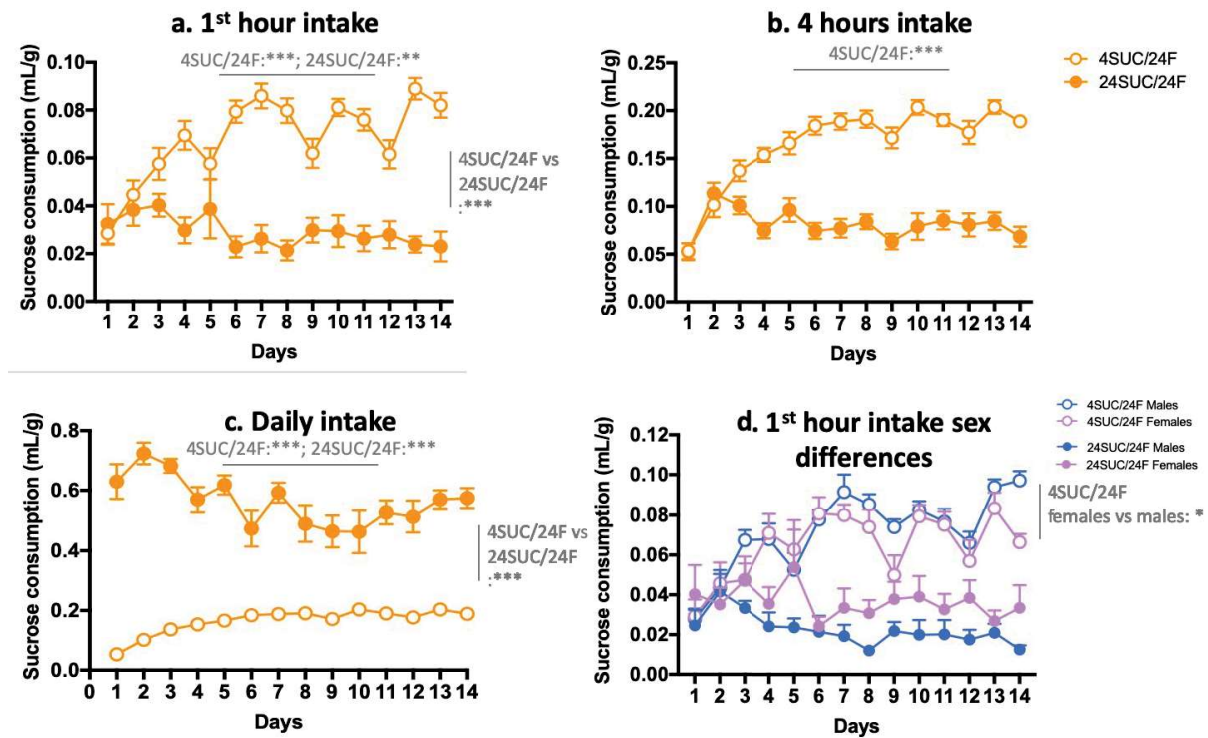 a. 1st hour intake
4SUC/24F:***; 24SUC/24F:**
Sucrose consumption (mL/g)
0.10
0.08
0.06
0.04
0.02
0.00
4SUC/24F vs
24SUC/24F
:***
1 2 3 4 5 6 7 8 9 10 11 12 13 14
Days
b. 4 hours intake
4SUC/24F:***
Sucrose consumption (mL/g)
0.25
0.20
0.15
0.10
0.05
0.00
1 2 3 4 5 6 7 8 9 10 11 12 13 14
Days
4SUC/24F
24SUC/24F
c. Daily intake
4SUC/24F:***; 24SUC/24F:***
Sucrose consumption (mL/g)
0.8
0.6
0.4
0.2
0.0
4SUC/24F vs
24SUC/24F
:***
0 1 2 3 4 5 6 7 8 9 10 11 12 13 14
Days
d. 1st hour intake sex
differences
Sucrose consumption (mL/g)
0.12
0.10
0.08
0.06
0.04
0.02
0.00
1 2 3 4 5 6 7 8 9 10 11 12 13 14
Days
4SUC/24F Males
4SUC/24F Females
24SUC/24F Males
24SUC/24F Females
4SUC/24F
females vs males: *